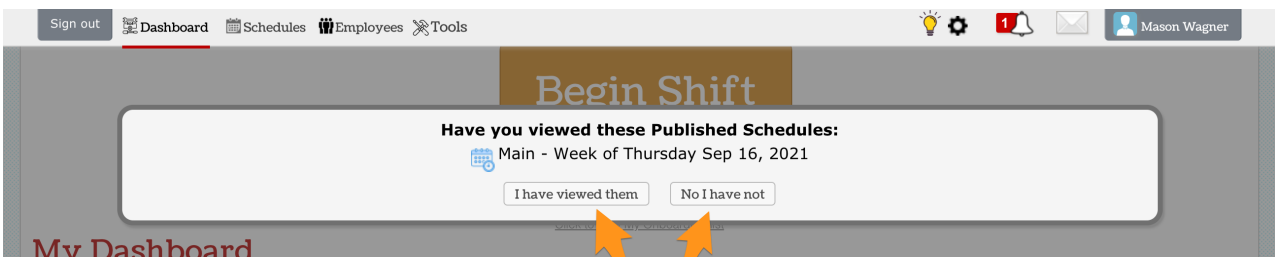 Sign out Dashboard Schedules Employees Tools 1 Mason Wagner
Begin Shift
Have you viewed these Published Schedules:
Main - Week of Thursday Sep 16, 2021
I have viewed them No I have not
My Dashboard